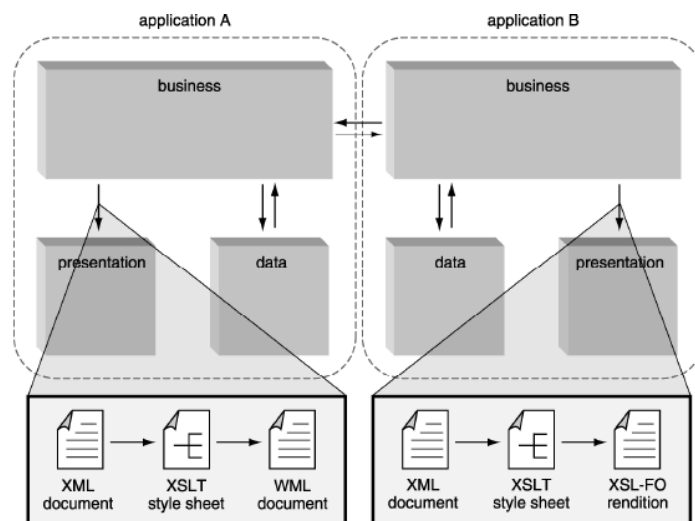 application A
application B
business
business
presentation
data
data
presentation
XML
document
XSLT
style sheet
WML
document
XML
document
XSLT
style sheet
XSL-FO
rendition